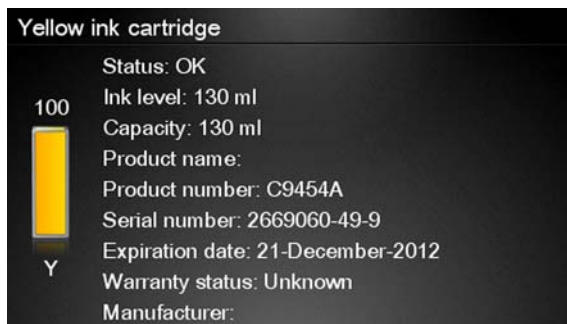 Yellow ink cartridge
Status: OK
100
Ink level: 130 ml
Capacity: 130 ml
Product name:
Product number: C9454A
Serial number: 2669060-49-9
Expiration date: 21-December-2012
Y
Warranty status: Unknown
Manufacturer: